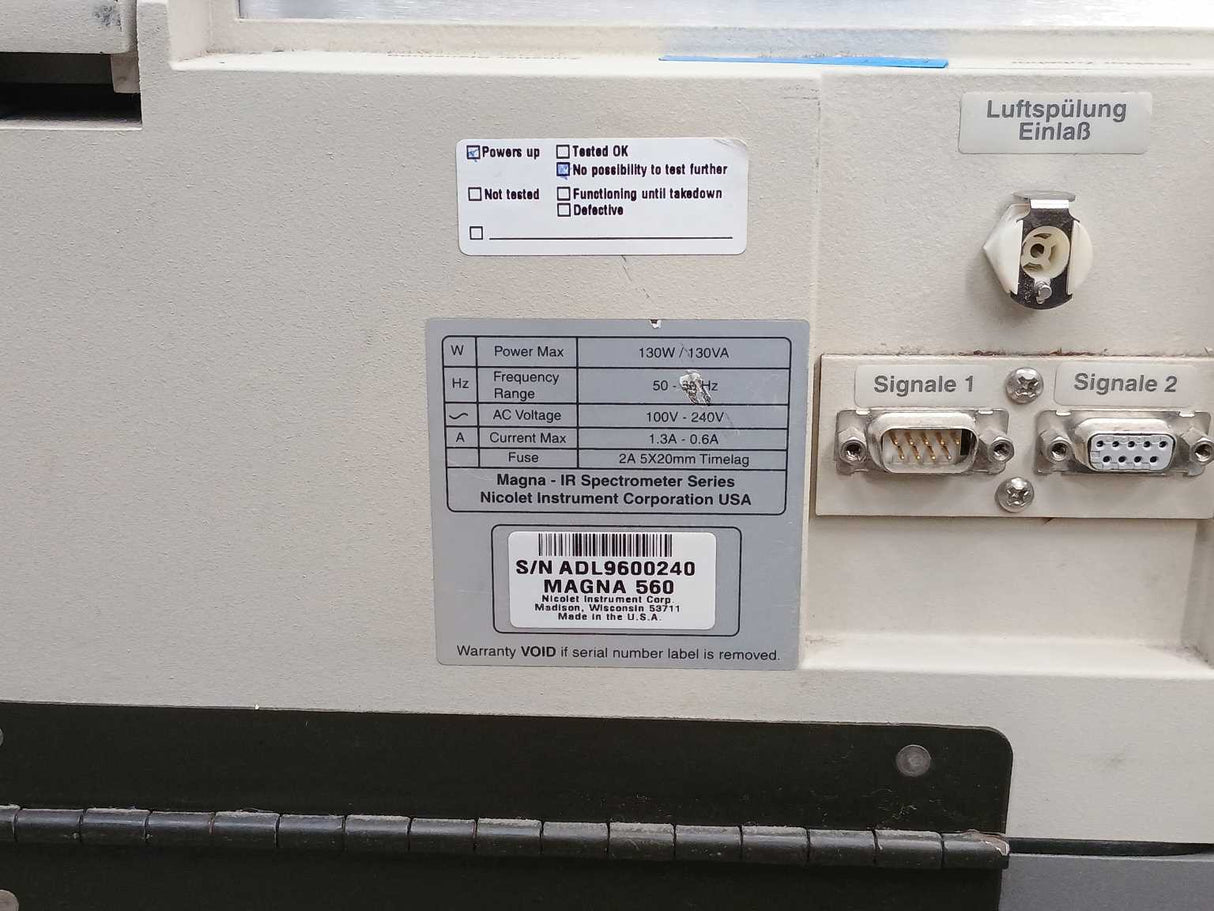 Luftspülung
Einlaß
Powers up
Tested OK
No possibility to test further
Not tested
Functioning until takedown
Defective
Signale 1
Signale 2
W Power Max 130W / 130VA
Hz Frequency Range 50 - Hz
AC Voltage 100V - 240V
A Current Max 1.3A - 0.6A
Fuse 2A 5X20mm Timelag
Magna - IR Spectrometer Series
Nicolet Instrument Corporation USA
S/N ADL9600240
MAGNA 560
Nicolet Instrument Corp.
Madison, Wisconsin 53711
Made in the U.S.A.
Warranty VOID if serial number label is removed.